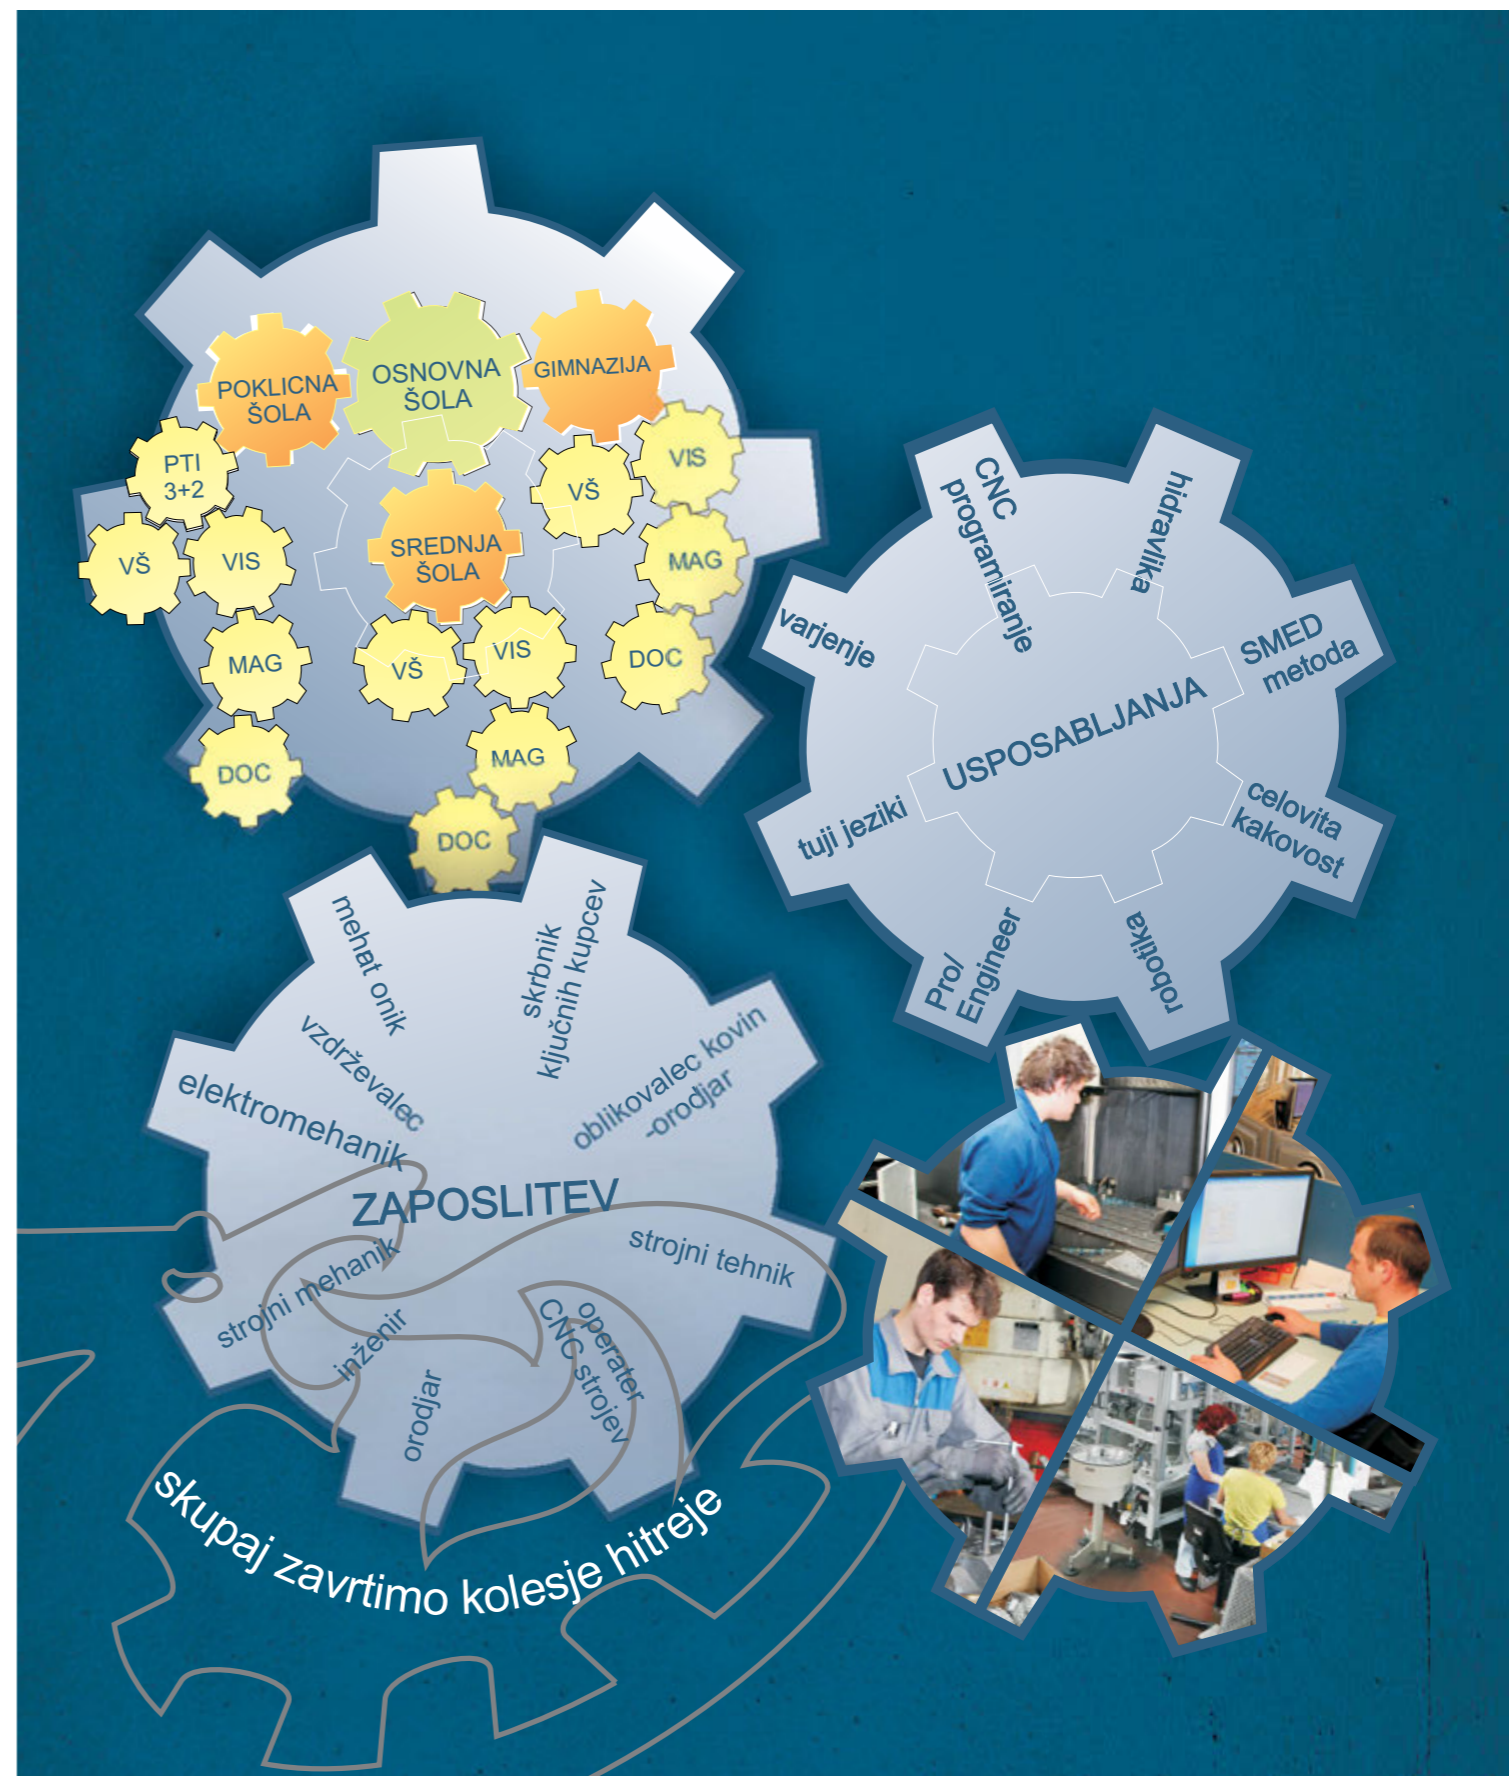 POKLICNA
ŠOLA
OSNOVNA
ŠOLA
GIMNAZIJA
PTI
3+2
VŠ
VIS
MAG
DOC
SREDNJA
ŠOLA
VŠ
VIS
MAG
DOC
VŠ
VIS
MAG
DOC
CNC
programiranje
hidravlika
varjenje
SMED
metoda
USPOSABLJANJA
tuji jeziki
celovita
kakovost
Pro/
Engineer
robotika
mehat onik
skrbnik
ključnih kupcev
vzdrževalec
oblikovalec kovin
-orodjar
elektromehanik
ZAPOSLITEV
strojni mehanik
strojni tehnik
inženir
orodjar
operater
CNC strojev
skupaj zavrtimo kolesje hitreje